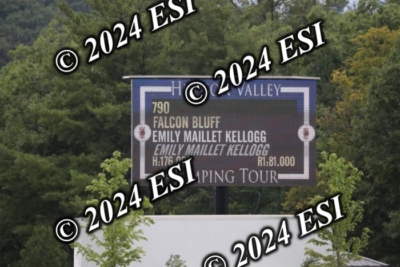 © 2024 ESI
© 2024 ESI
VALLEY
790
FALCON BLUFF
EMILY MAILLET KELLOGG
EMILY MAILLET KELLOGG
H:176 R1:81.000
TOUR
© 2024 ESI
© 2024 ESI
© 2024 ESI